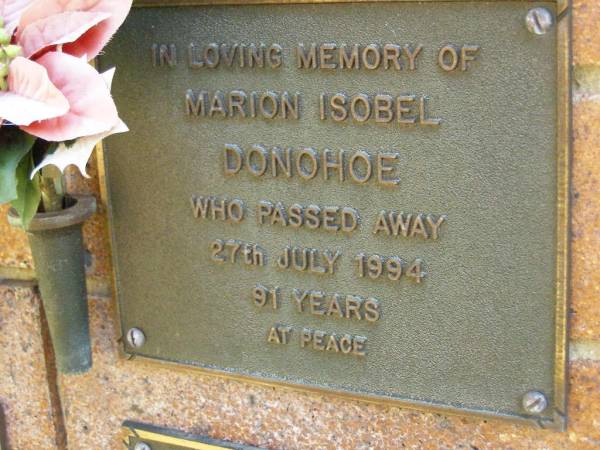 IN LOVING MEMORY OF
MARION ISOBEL
DONOHOE
WHO PASSED AWAY
27th JULY 1994
91 YEARS
AT PEACE